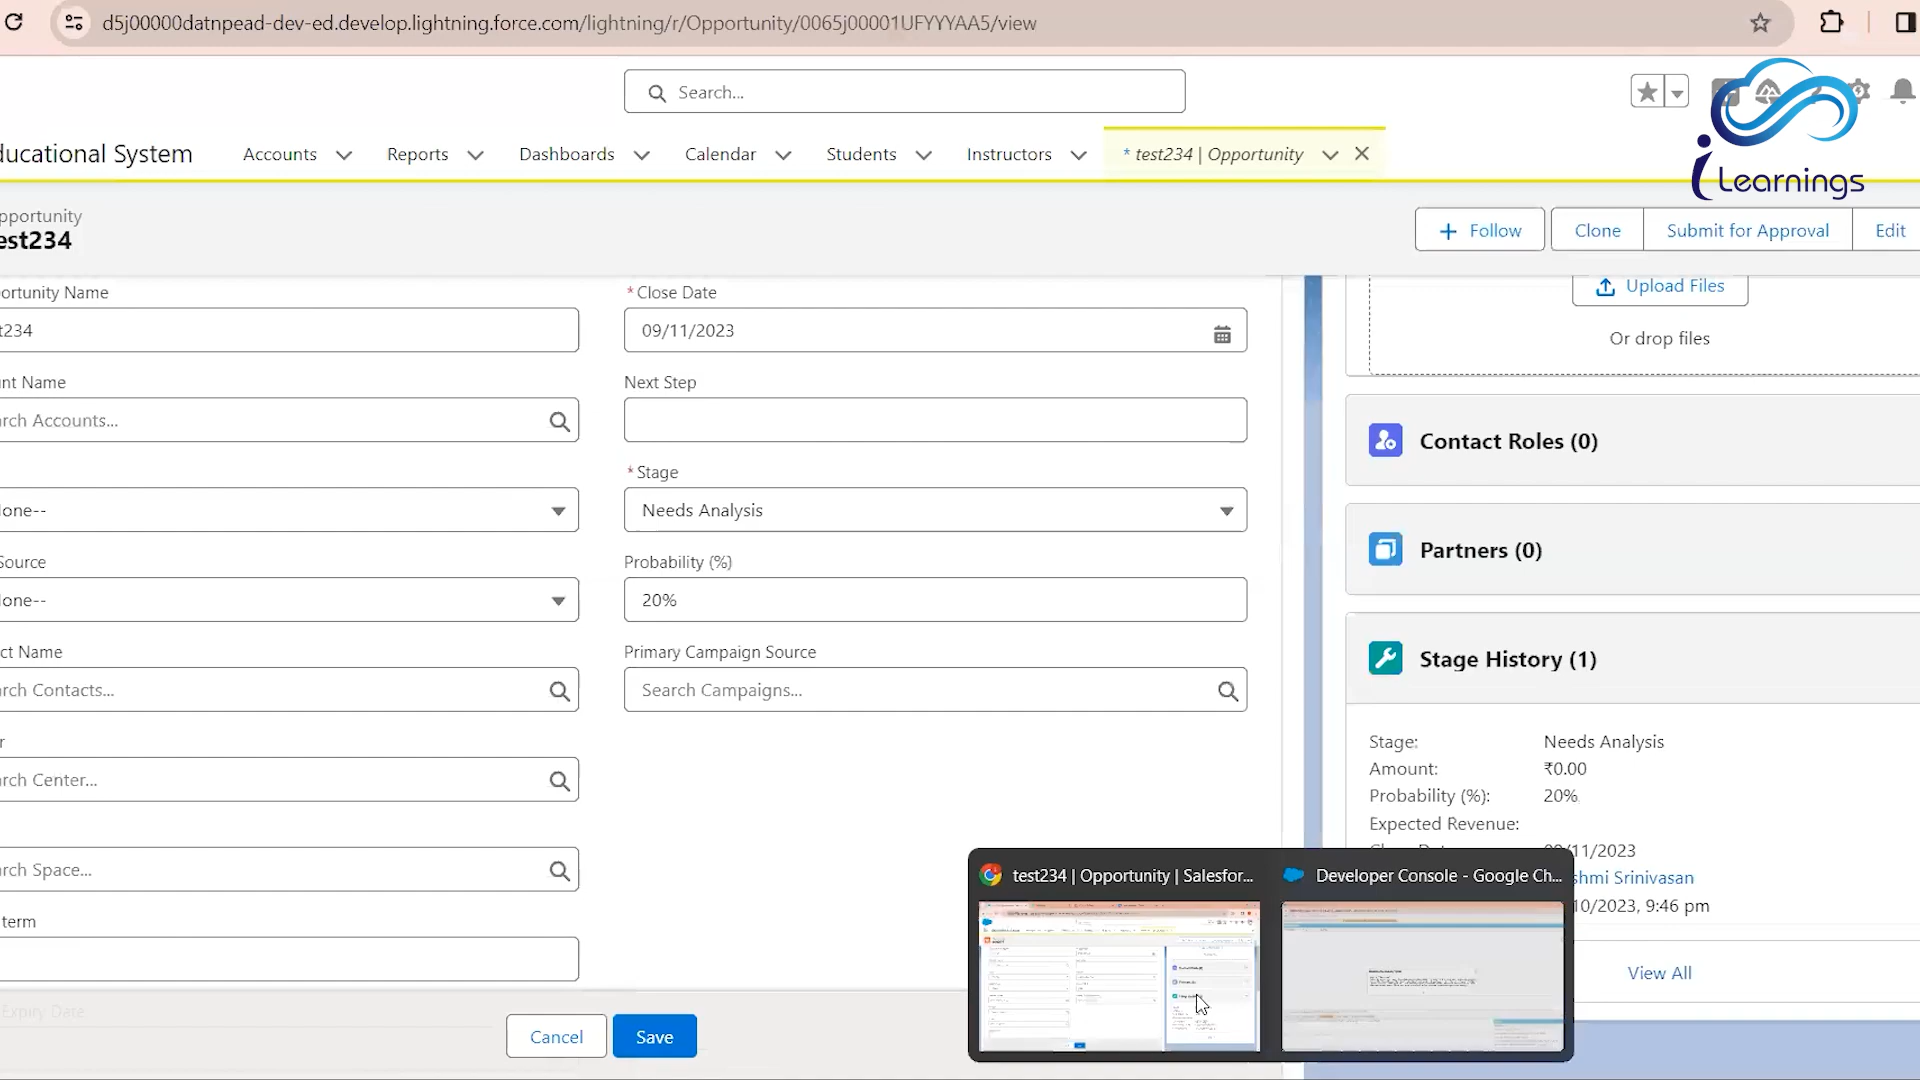 d5j00000datnpead-dev-ed.develop.lightning.force.com/lightning/r/Opportunity/0065j00001UFYYYAA5/view
Search...
i Learnings
ducational System
Accounts
Reports
Dashboards
Calendar
Students
Instructors
* test234 | Opportunity
pportunity
est234
Follow
Clone
Submit for Approval
Edit
ortunity Name
t234
* Close Date
09/11/2023
Upload Files
Or drop files
unt Name
rch Accounts...
Next Step
Contact Roles (0)
* Stage
one--
Needs Analysis
Partners (0)
Source
one--
Probability (%)
20%
Stage History (1)
ct Name
rch Contacts...
Primary Campaign Source
Search Campaigns...
Stage:
Needs Analysis
Amount:
₹0.00
Probability (%):
20%
Expected Revenue:
r
rch Center...
/11/2023
shmi Srinivasan
10/2023, 9:46 pm
rch Space...
term
Expiry Date
View All
Cancel
Save
test234 | Opportunity | Salesfor...
Developer Console - Google Ch...